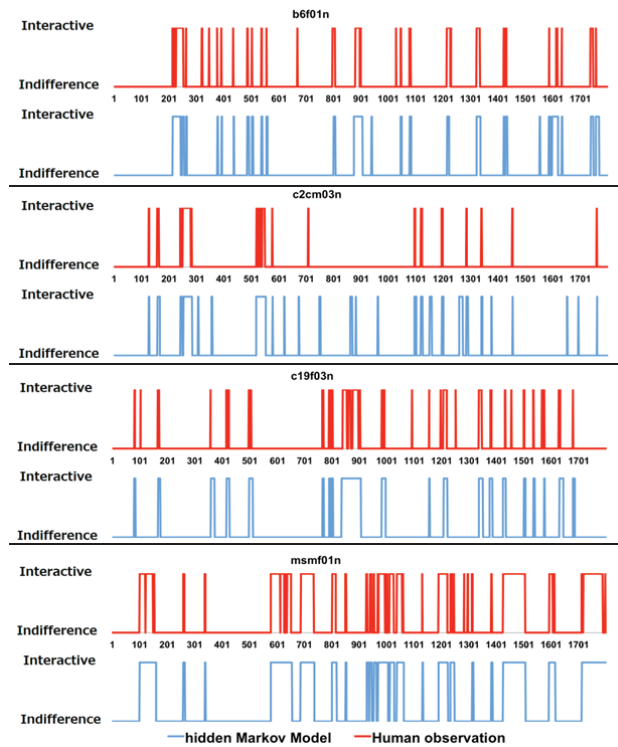 b6f01n
Interactive
Indifference
1 101 201 301 401 501 601 701 801 901 1001 1101 1201 1301 1401 1501 1601 1701
Interactive
Indifference
c2cm03n
Interactive
Indifference
1 101 201 301 401 501 601 701 801 901 1001 1101 1201 1301 1401 1501 1601 1701
Interactive
Indifference
c19f03n
Interactive
Indifference
1 101 201 301 401 501 601 701 801 901 1001 1101 1201 1301 1401 1501 1601 1701
Interactive
Indifference
msmf01n
Interactive
Indifference
1 101 201 301 401 501 601 701 801 901 1001 1101 1201 1301 1401 1501 1601 1701
Interactive
Indifference
hidden Markov Model Human observation